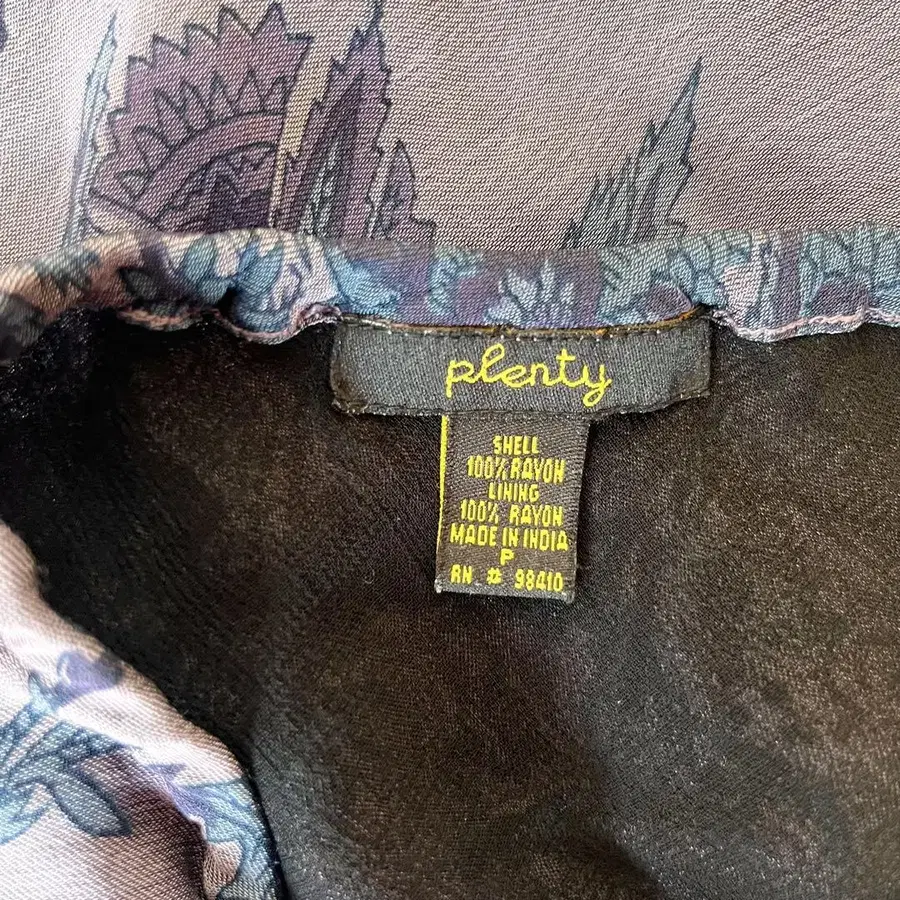 plenty
SHELL
100% RAYON
LINING
100% RAYON
MADE IN INDIA
P
RN # 98410